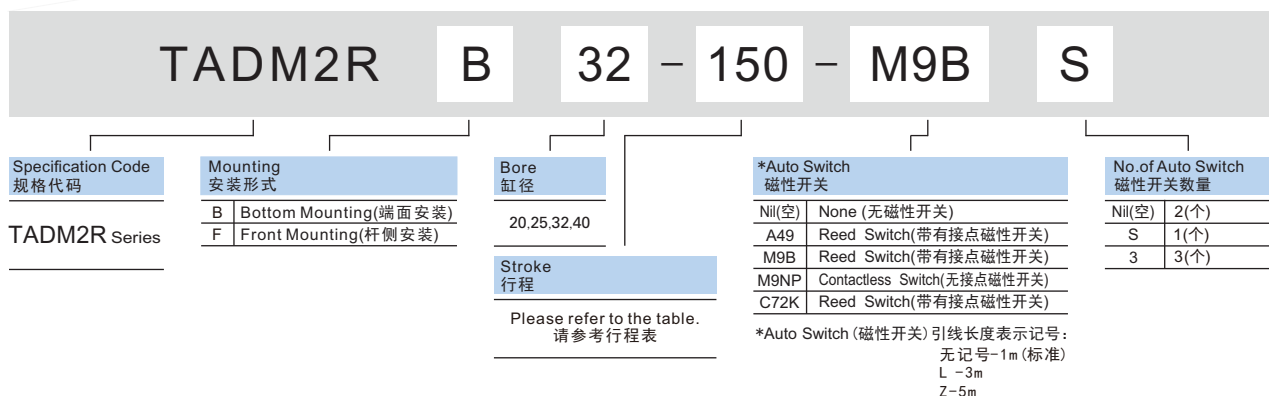 TADM2R B 32 - 150 - M9B S
Specification Code
规格代码
TADM2R Series
Mounting
安装形式
B Bottom Mounting(端面安装)
F Front Mounting(杆侧安装)
Bore
缸径
20,25,32,40
Stroke
行程
Please refer to the table.
请参考行程表
*Auto Switch
磁性开关
Nil(空) None (无磁性开关)
A49 Reed Switch(带有接点磁性开关)
M9B Reed Switch(带有接点磁性开关)
M9NP Contactless Switch(无接点磁性开关)
C72K Reed Switch(带有接点磁性开关)
*Auto Switch(磁性开关)引线长度表示记号:
无记号-1m(标准)
L -3m
Z-5m
No.of Auto Switch
磁性开关数量
Nil(空) 2(个)
S 1(个)
3 3(个)